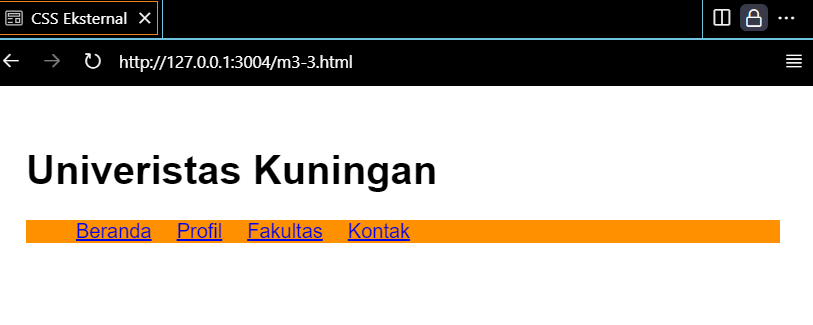 CSS Eksternal
http://127.0.0.1:3004/m3-3.html
Univeristas Kuningan
Beranda Profil Fakultas Kontak